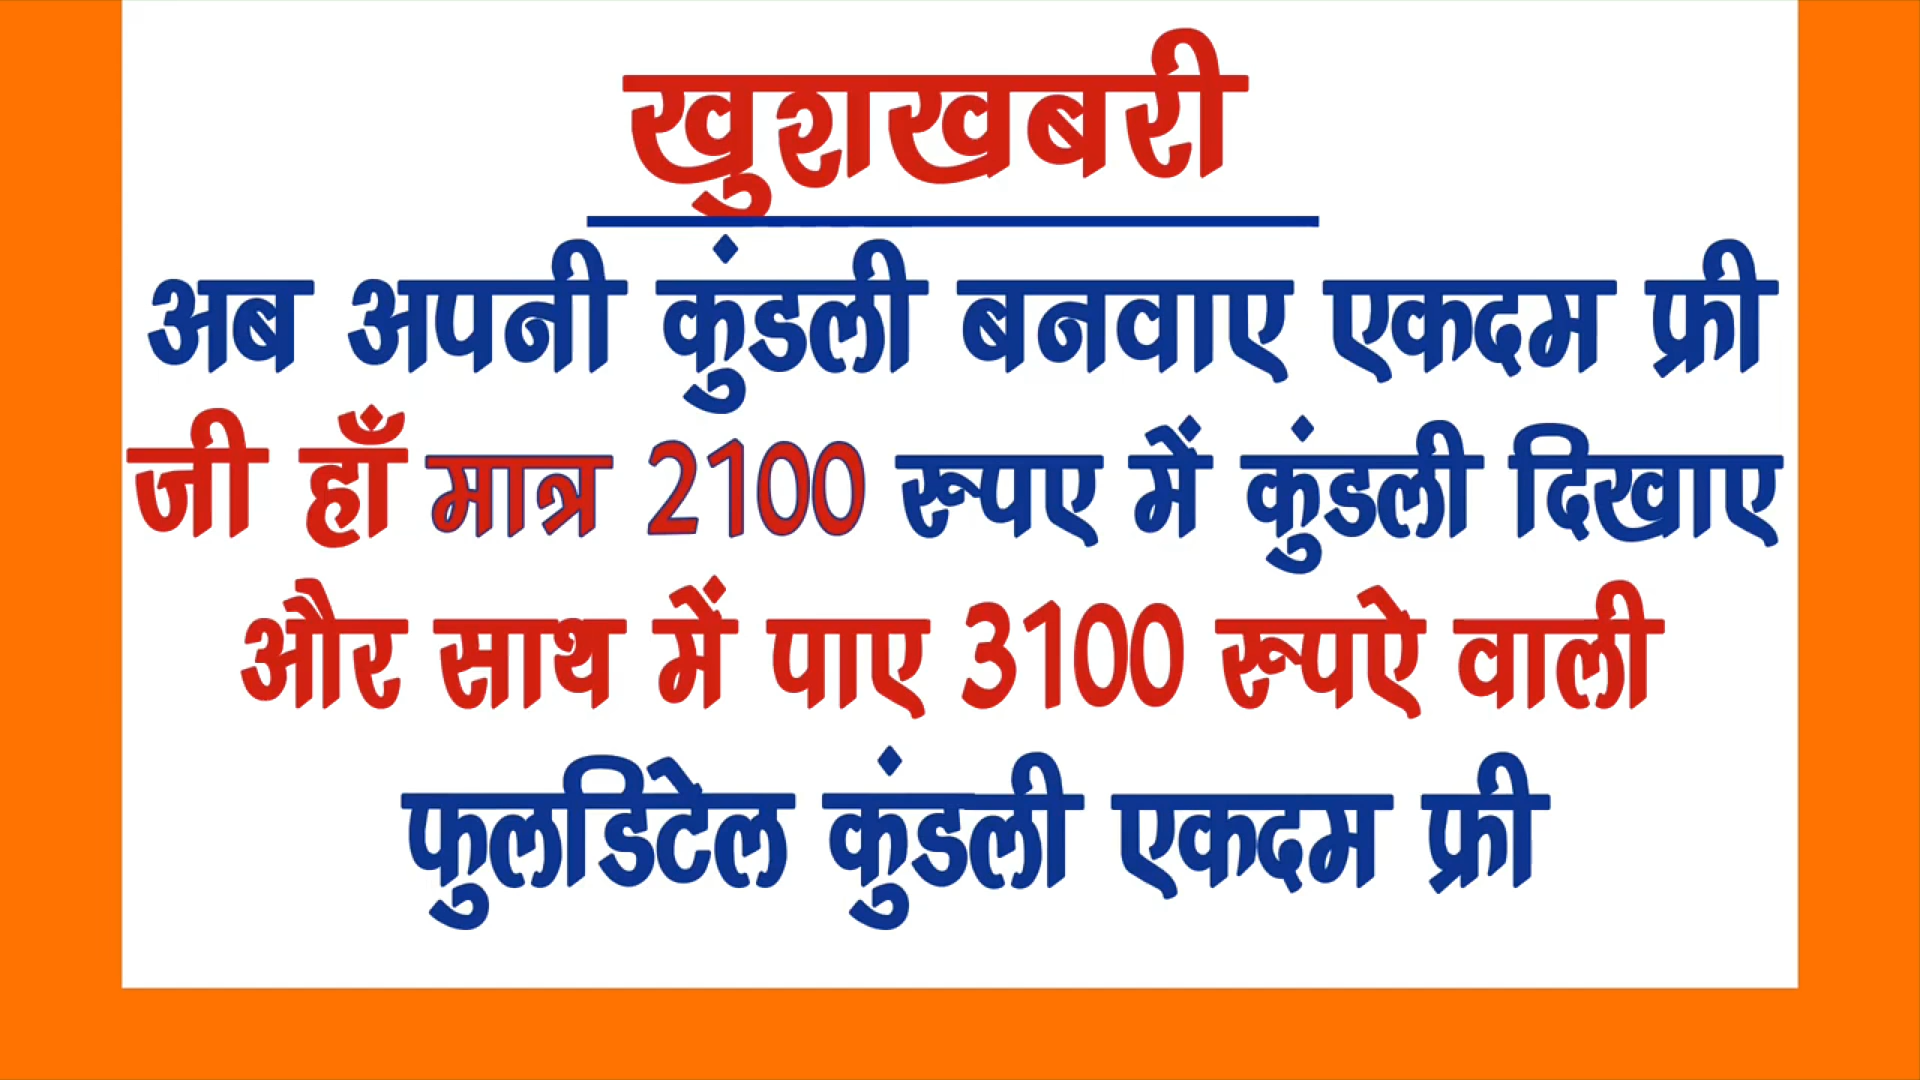 खुशखबरी
अब अपनी कुंडली बनवाए एकदम फ्री
जी हाँ मात्र 2100 रूपए में कुंडली दिखाए
और साथ में पाए 3100 रूपऐ वाली
फुलडिटेल कुंडली एकदम फ्री